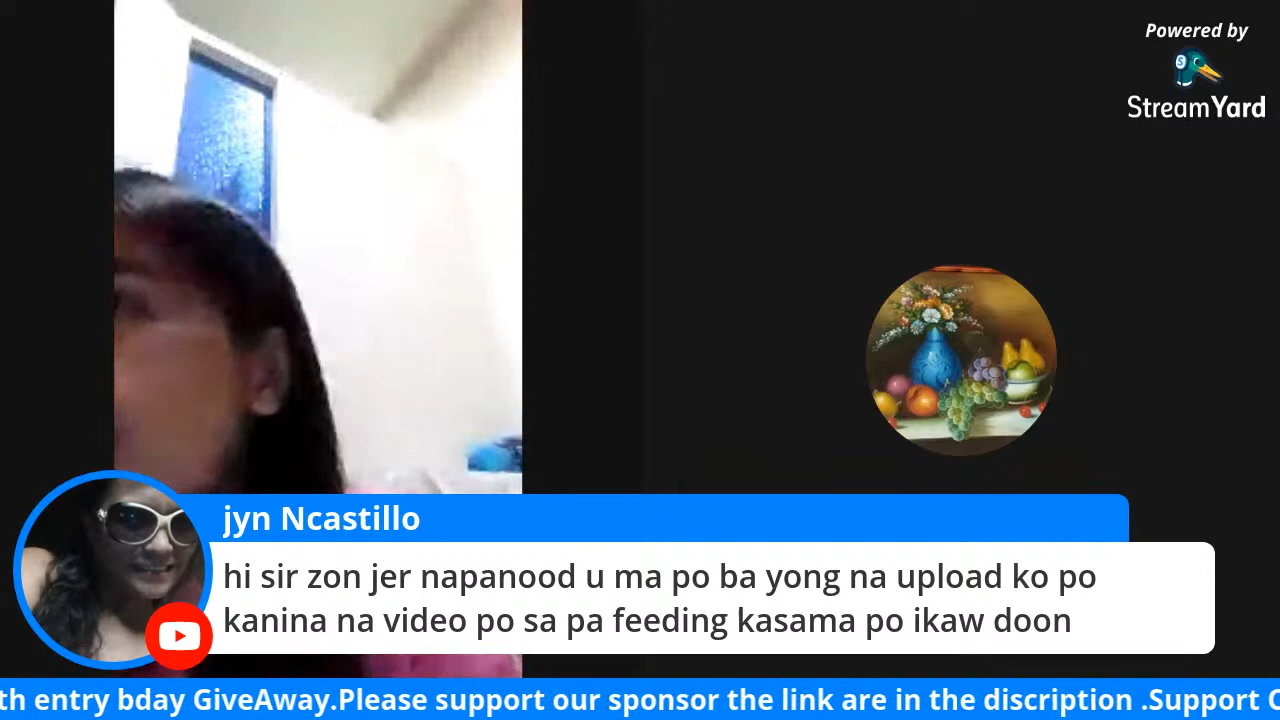 Powered by
StreamYard
jyn Ncastillo
hi sir zon jer napanood u ma po ba yong na upload ko po
kanina na video po sa pa feeding kasama po ikaw doon
th entry bday GiveAway.Please support our sponsor the link are in the discription .Support